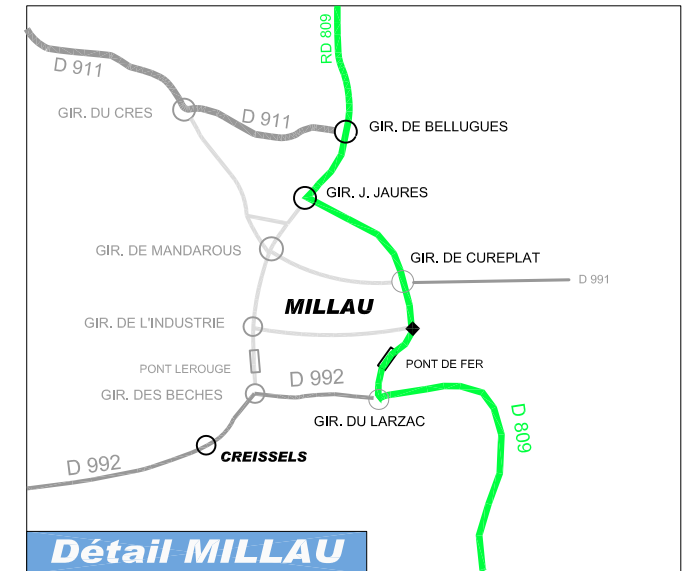 RD 809
D 911
GIR. DU CRES
D 911
GIR. DE BELLUGUES
GIR. J. JAURES
GIR. DE MANDAROUS
GIR. DE CUREPLAT
D 991
MILLAU
GIR. DE L'INDUSTRIE
PONT LEROUGE
PONT DE FER
D 992
GIR. DES BECHES
GIR. DU LARZAC
D 809
CREISSELS
D 992
Détail MILLAU